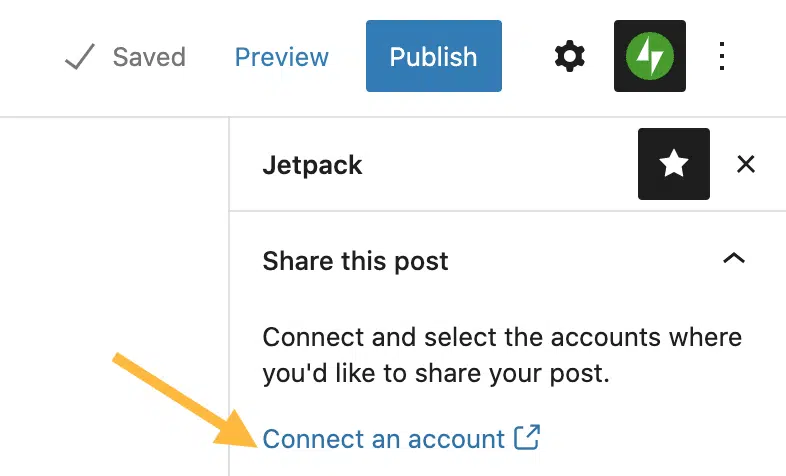 Saved Preview Publish
Jetpack
Share this post
Connect and select the accounts where
you'd like to share your post.
Connect an account